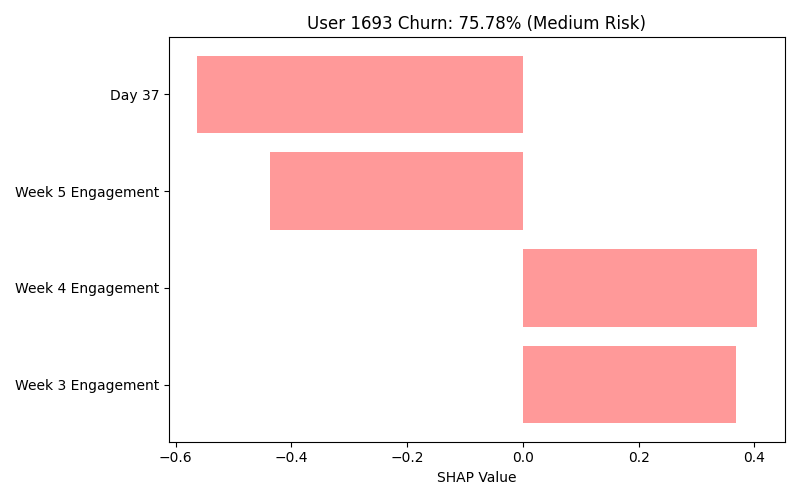 User 1693 Churn: 75.78% (Medium Risk)
Day 37
Week 5 Engagement
Week 4 Engagement
Week 3 Engagement
−0.6 −0.4 −0.2 0.0 0.2 0.4
SHAP Value